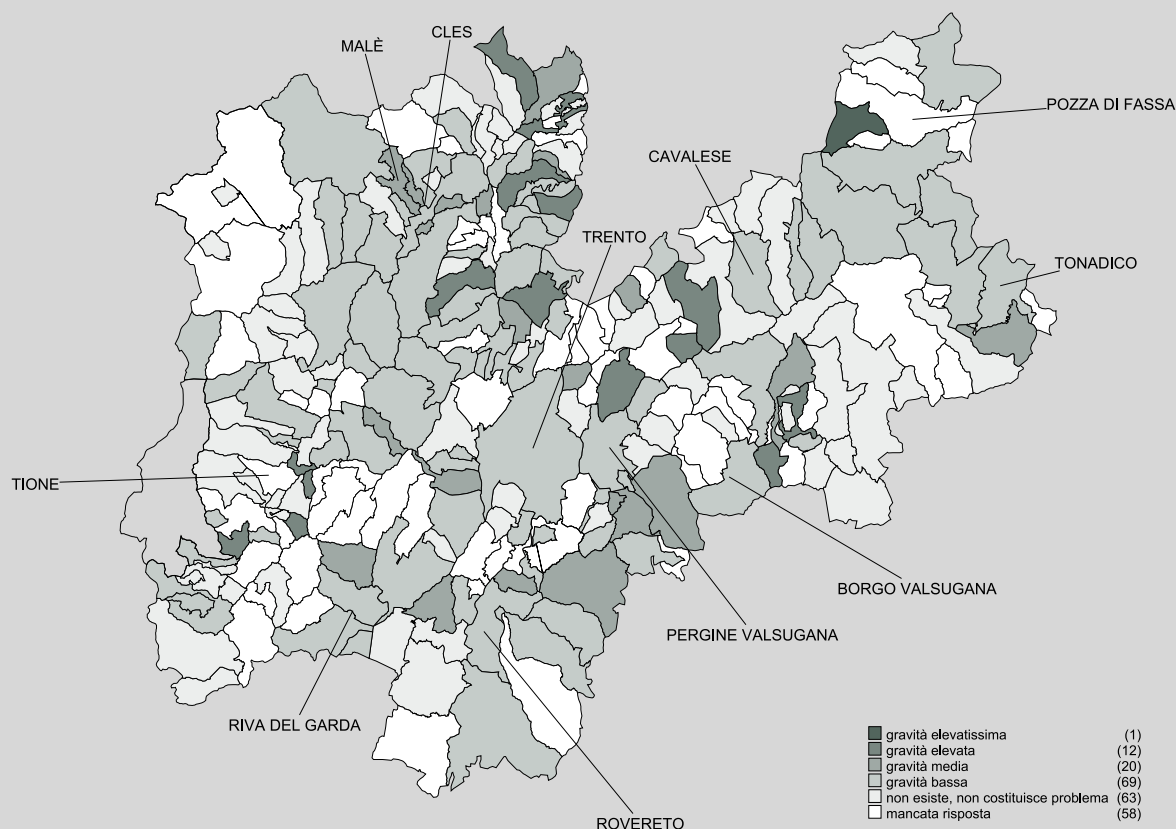 CLES
MALÈ
POZZA DI FASSA
CAVALESE
TRENTO
TONADICO
TIONE
BORGO VALSUGANA
PERGINE VALSUGANA
RIVA DEL GARDA
ROVERETO
gravità elevatissima (1)
gravità elevata (12)
gravità media (20)
gravità bassa (69)
non esiste, non costituisce problema (63)
mancata risposta (58)